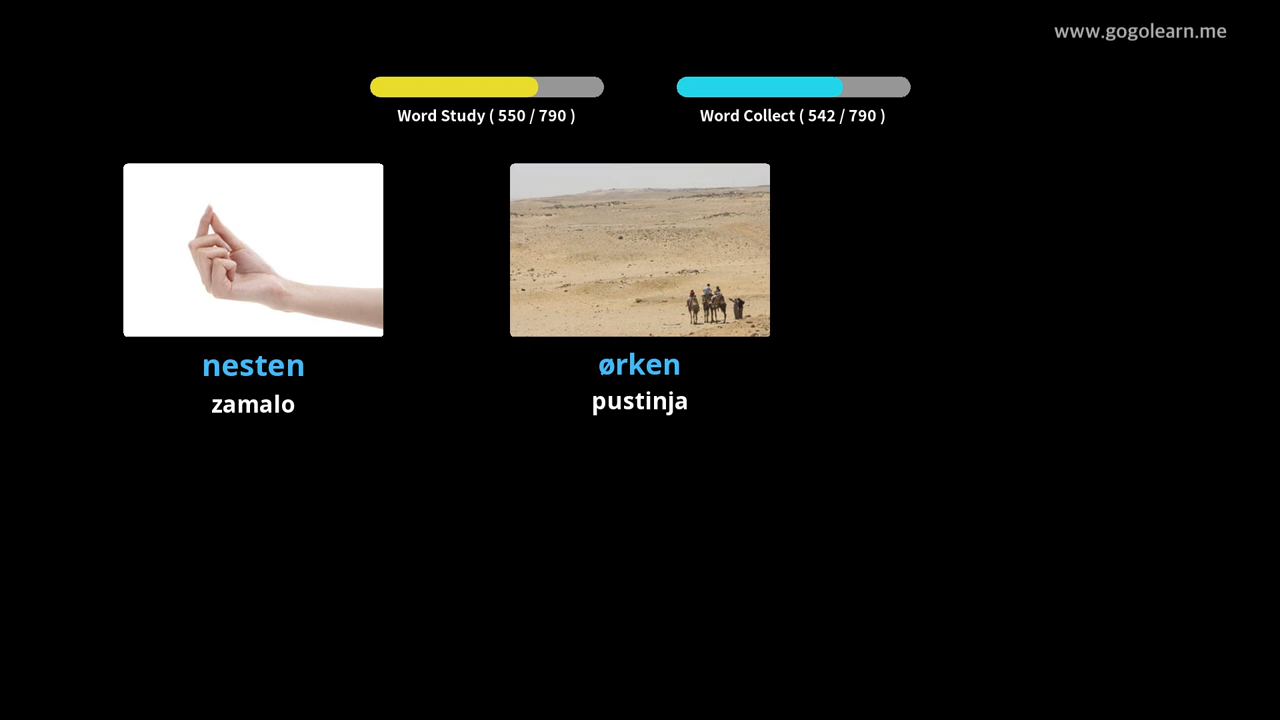 www.gogolearn.me
Word Study ( 550 / 790 )
Word Collect ( 542 / 790 )
nesten
zamalo
ørken
pustinja